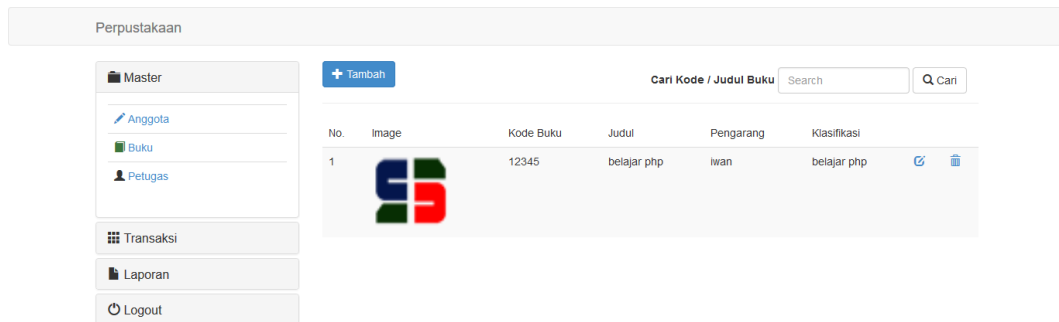 Perpustakaan
Master
Anggota
Buku
Petugas
Transaksi
Laporan
Logout
Tambah
Cari Kode / Judul Buku Search Cari
No. Image Kode Buku Judul Pengarang Klasifikasi
1 12345 belajar php iwan belajar php